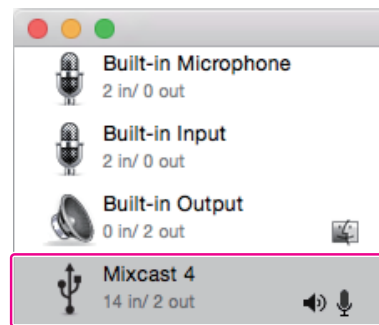 Built-in Microphone
2 in/ 0 out
Built-in Input
2 in/ 0 out
Built-in Output
0 in/ 2 out
Mixcast 4
14 in/ 2 out